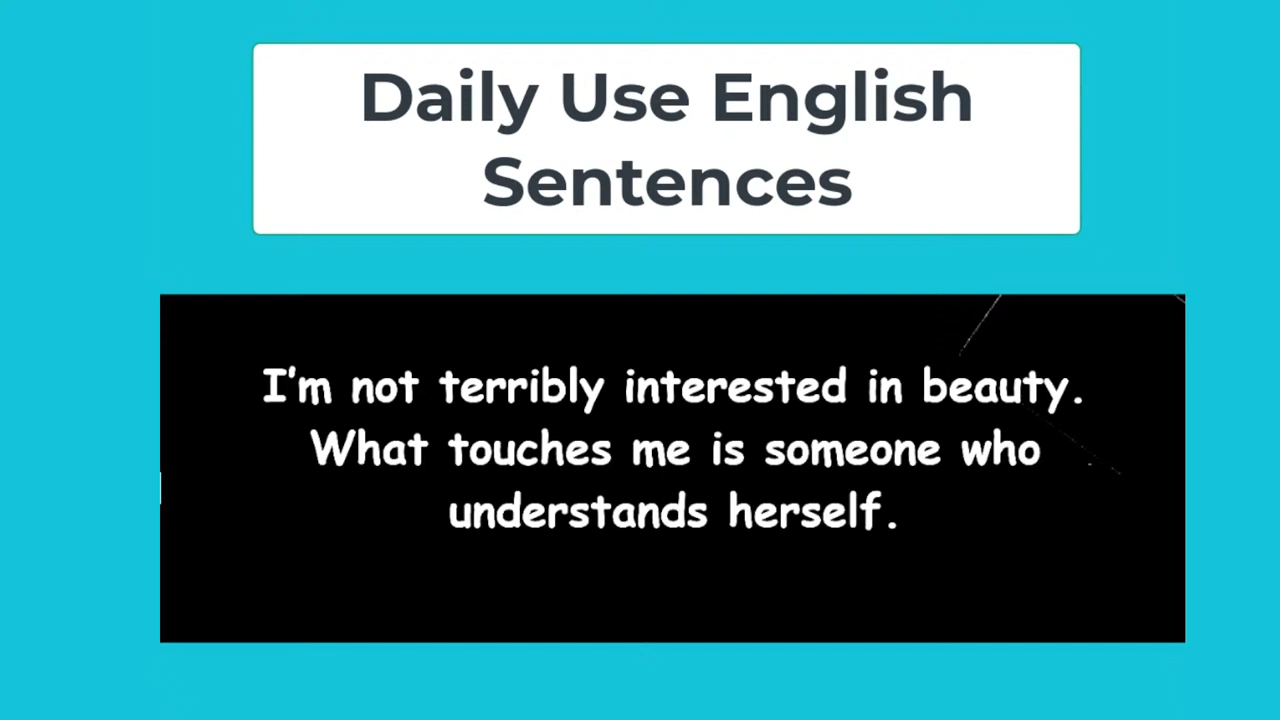 Daily Use English
Sentences
I'm not terribly interested in beauty.
What touches me is someone who
understands herself.